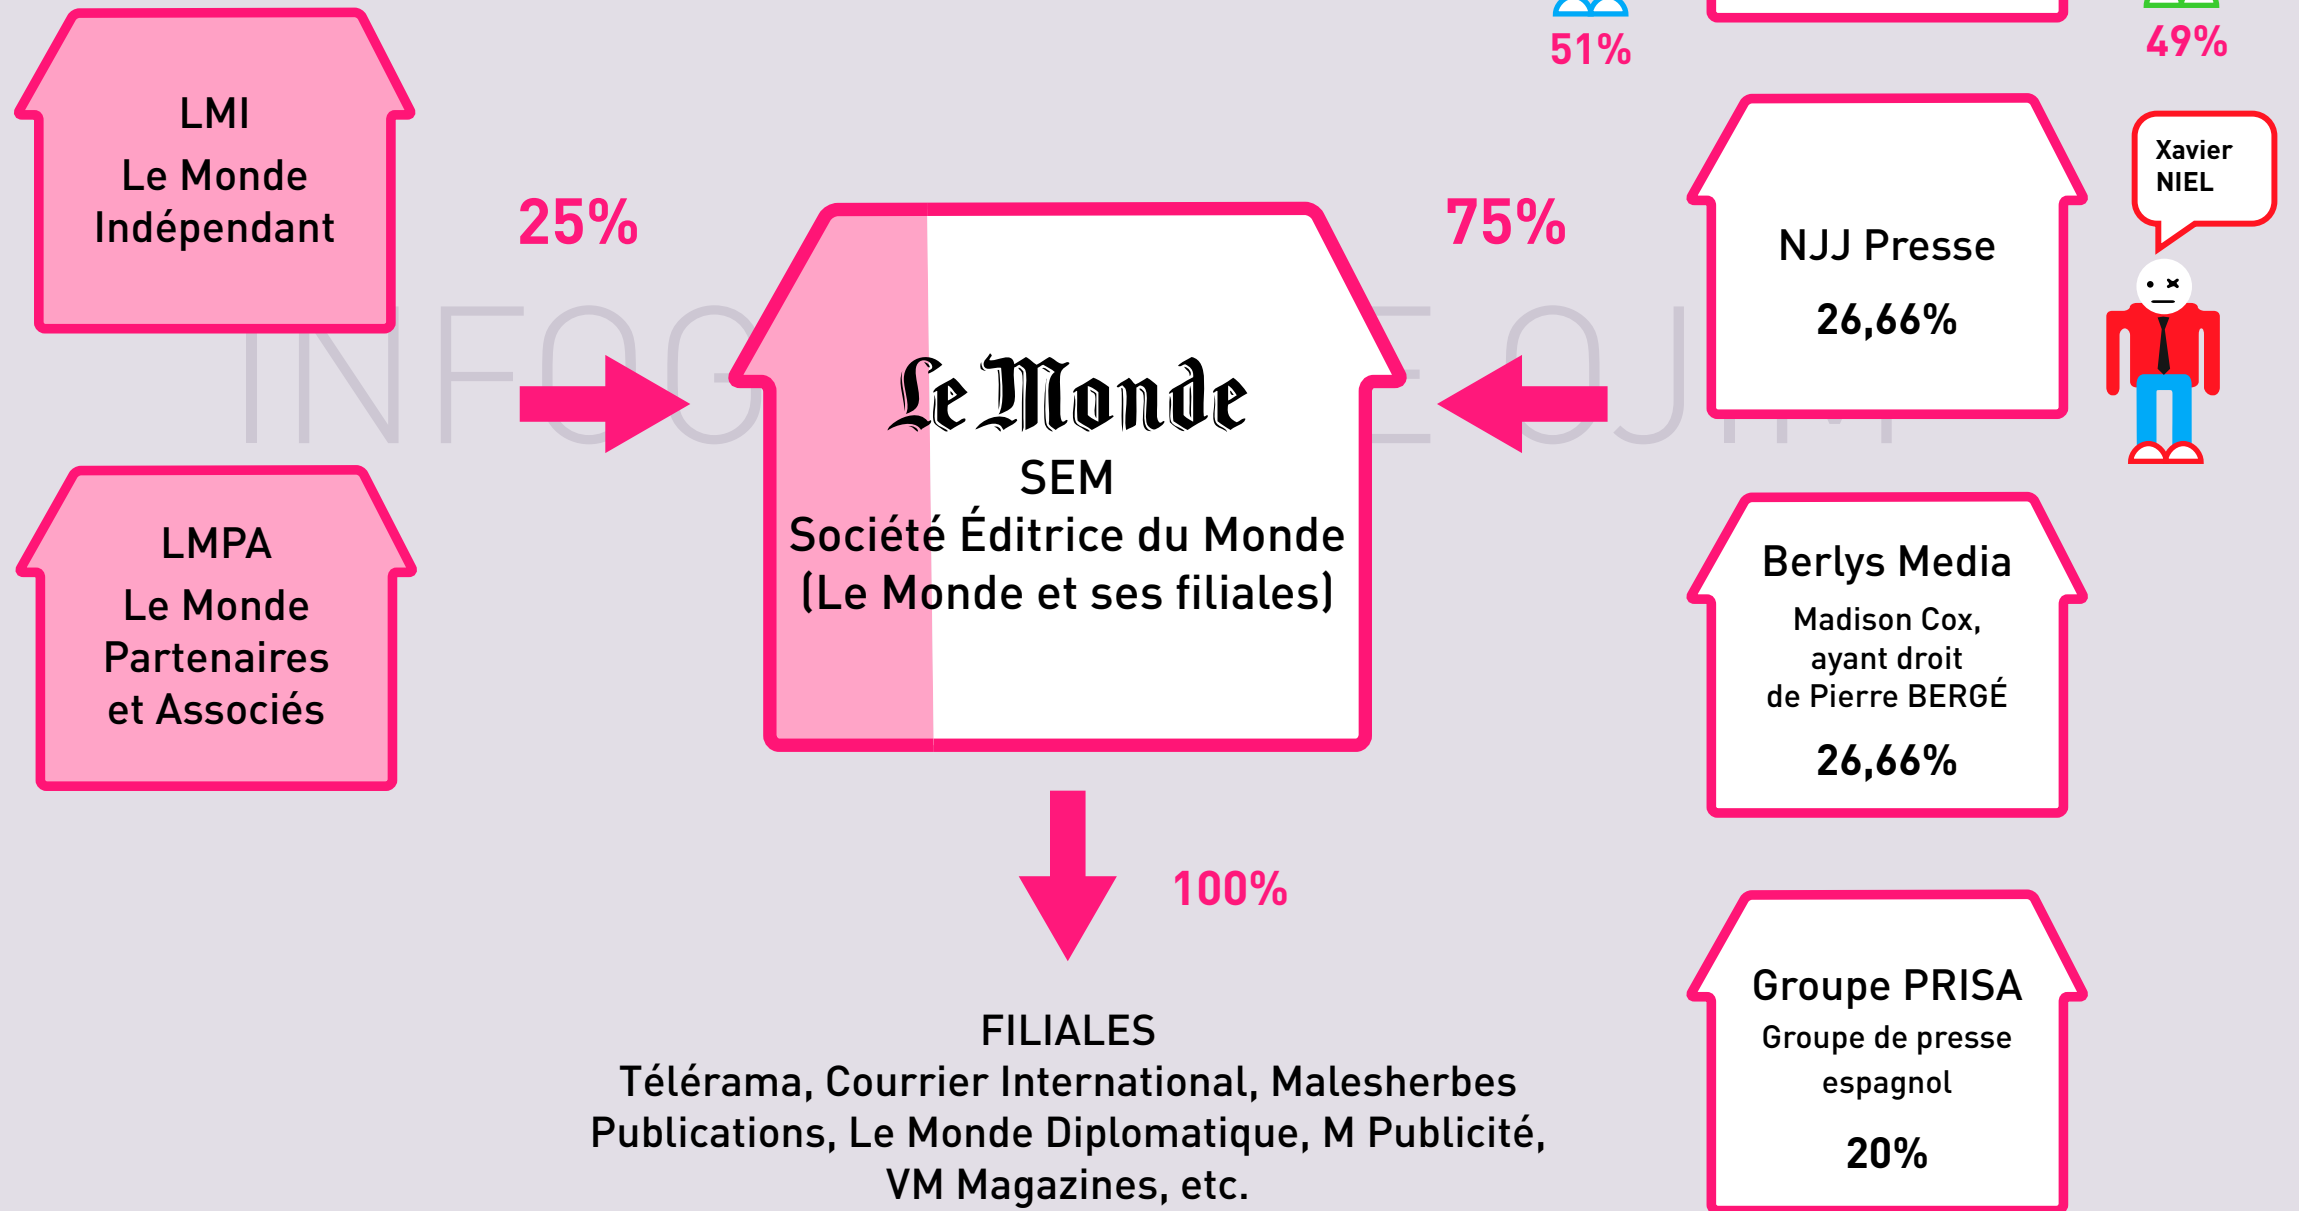 LMI
Le Monde
Indépendant
LMPA
Le Monde
Partenaires
et Associés
25%
75%
Le Monde
SEM
Société Éditrice du Monde
(Le Monde et ses filiales)
100%
FILIALES
Télérama, Courrier International, Malesherbes
Publications, Le Monde Diplomatique, M Publicité,
VM Magazines, etc.
51%
49%
NJJ Presse
26,66%
Xavier
NIEL
Berlys Media
Madison Cox,
ayant droit
de Pierre BERGÉ
26,66%
Groupe PRISA
Groupe de presse
espagnol
20%